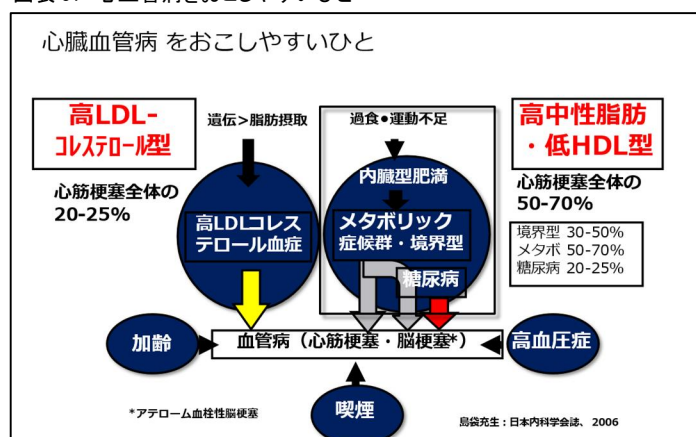 心臓血管病 をおこしやすいひと
高LDL-
コレステロール型
遺伝>脂肪摂取
過食●運動不足
高中性脂肪
・低HDL型
心筋梗塞全体の
20-25%
内臓型肥満
心筋梗塞全体の
50-70%
高LDLコレス
テロール血症
メタボリック
症候群・境界型
境界型 30-50%
メタボ 50-70%
糖尿病 20-25%
糖尿病
加齢
血管病(心筋梗塞・脳梗塞*)
高血圧症
喫煙
*アテローム血栓性脳梗塞
島袋充生:日本内科学会誌、2006